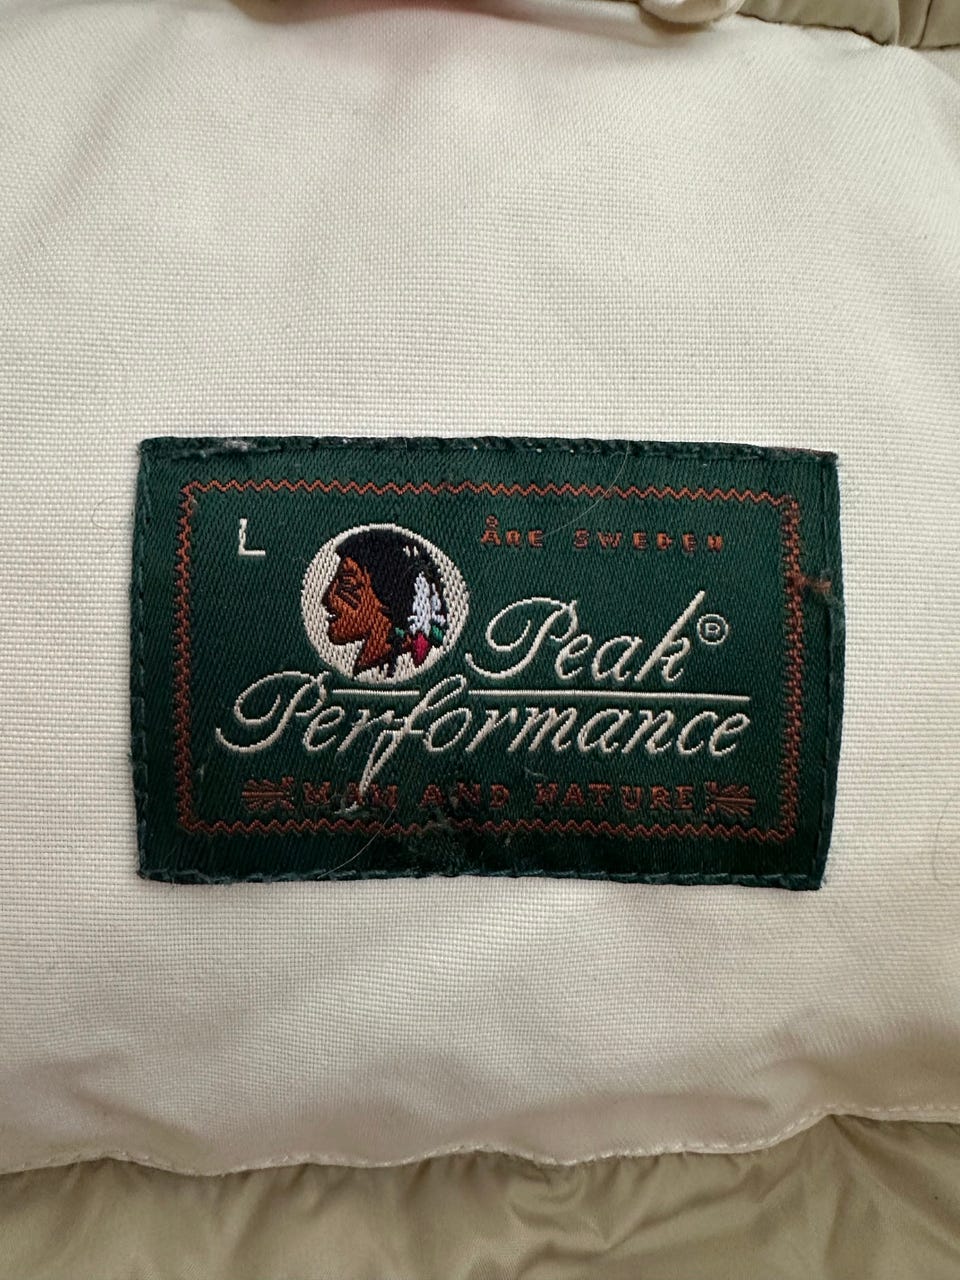 L
ÅRE SWEDEN
Peak®
Performance
MAN AND NATURE